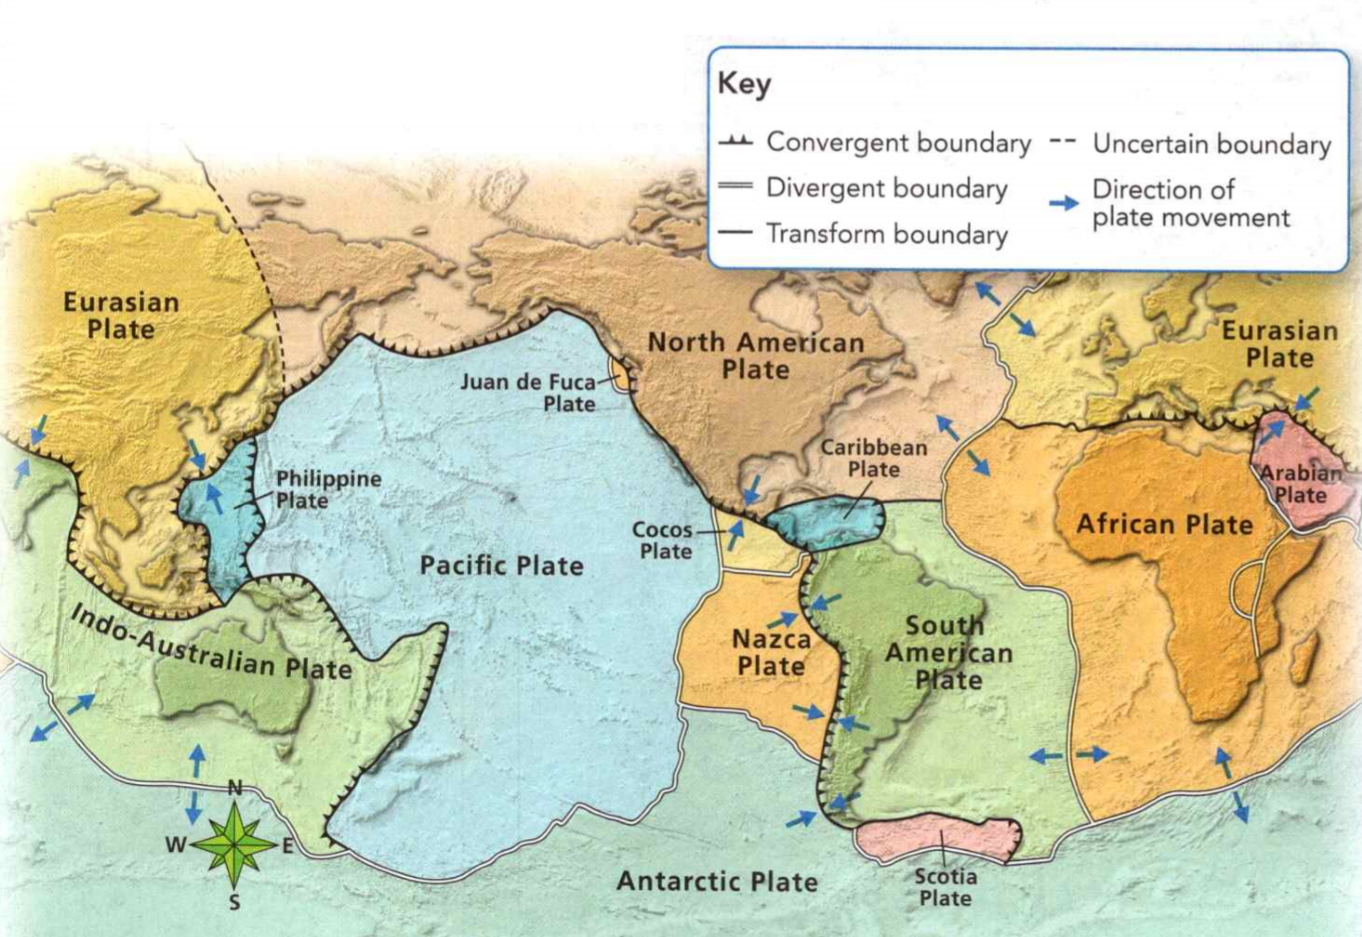 Key
Convergent boundary
Divergent boundary
Transform boundary
Uncertain boundary
Direction of
plate movement
Eurasian
Plate
North American
Plate
Eurasian
Plate
Juan de Fuca
Plate
Caribbean
Plate
Philippine
Plate
Arabian
Plate
Cocos
Plate
African Plate
Pacific Plate
Indo-Australian Plate
Nazca
Plate
South
American
Plate
N
W
E
S
Antarctic Plate
Scotia
Plate